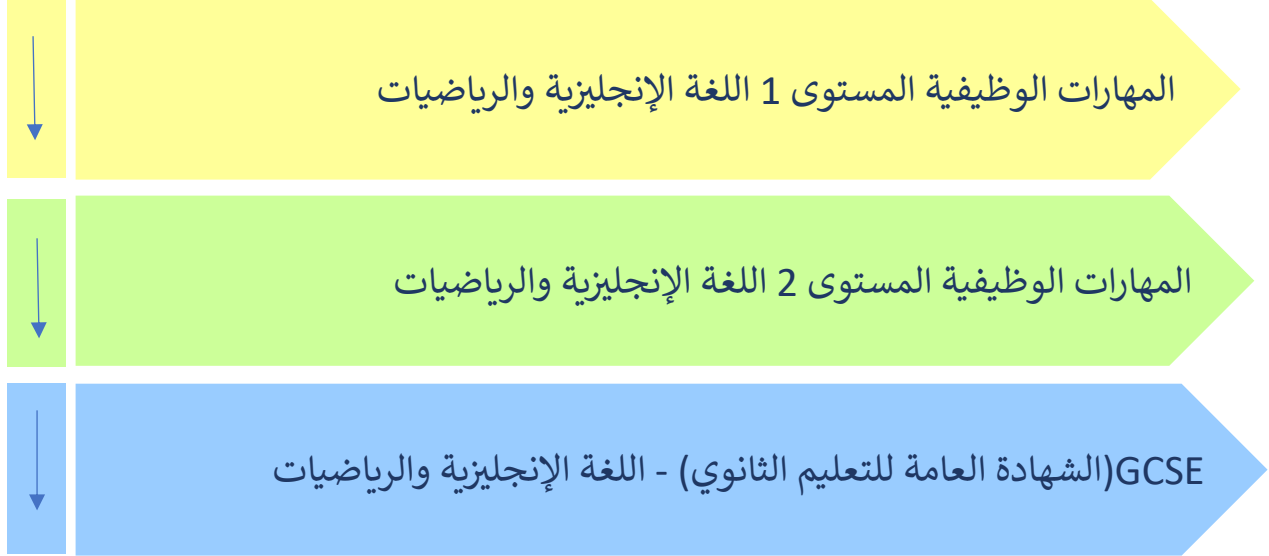 المهارات الوظيفية المستوى 1 اللغة الإنجليزية والرياضيات
المهارات الوظيفية المستوى 2 اللغة الإنجليزية والرياضيات
GCSE(الشهادة العامة للتعليم الثانوي) - اللغة الإنجليزية والرياضيات